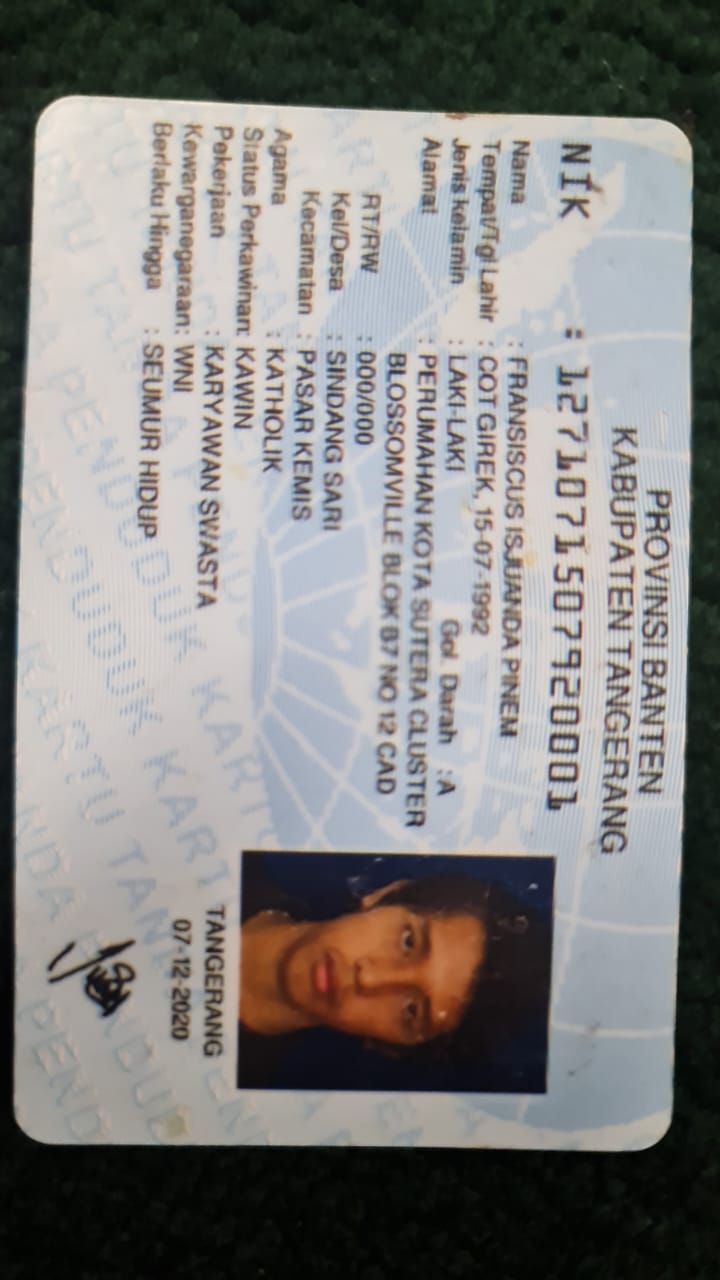 PROVINSI BANTEN
KABUPATEN TANGERANG
NIK : 1271071507920001
Nama : FRANSISCUS ISJUANDA PINEM
Tempat/Tgl Lahir : COT GIREK, 15-07-1992
Jenis kelamin : LAKI-LAKI Gol. Darah :A
Alamat : PERUMAHAN KOTA SUTERA CLUSTER
BLOSSOMVILLE BLOK B7 NO 12 CAD
RT/RW : 000/000
Kel/Desa : SINDANG SARI
Kecamatan : PASAR KEMIS
Agama : KATHOLIK
Status Perkawinan: KAWIN
Pekerjaan : KARYAWAN SWASTA
Kewarganegaraan: WNI
Berlaku Hingga : SEUMUR HIDUP
TANGERANG
07-12-2020